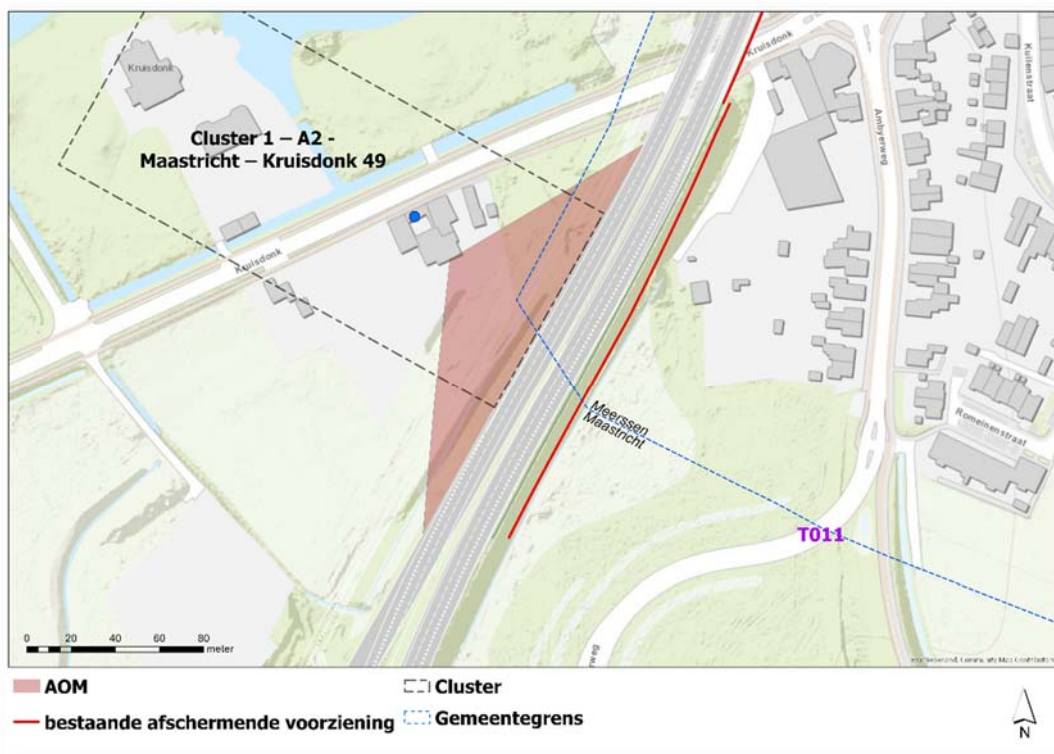 Kruisdonk
Cluster 1 – A2 -
Maastricht – Kruisdonk 49
Kruisdonk
Kruisdonk
Ambyerweg
Kullenstraat
Meerssen
Maastricht
Romeinenstraat
T011
0 20 40 60 80
meter
AOM
bestaande afschermende voorziening
Cluster
Gemeentegrens
N